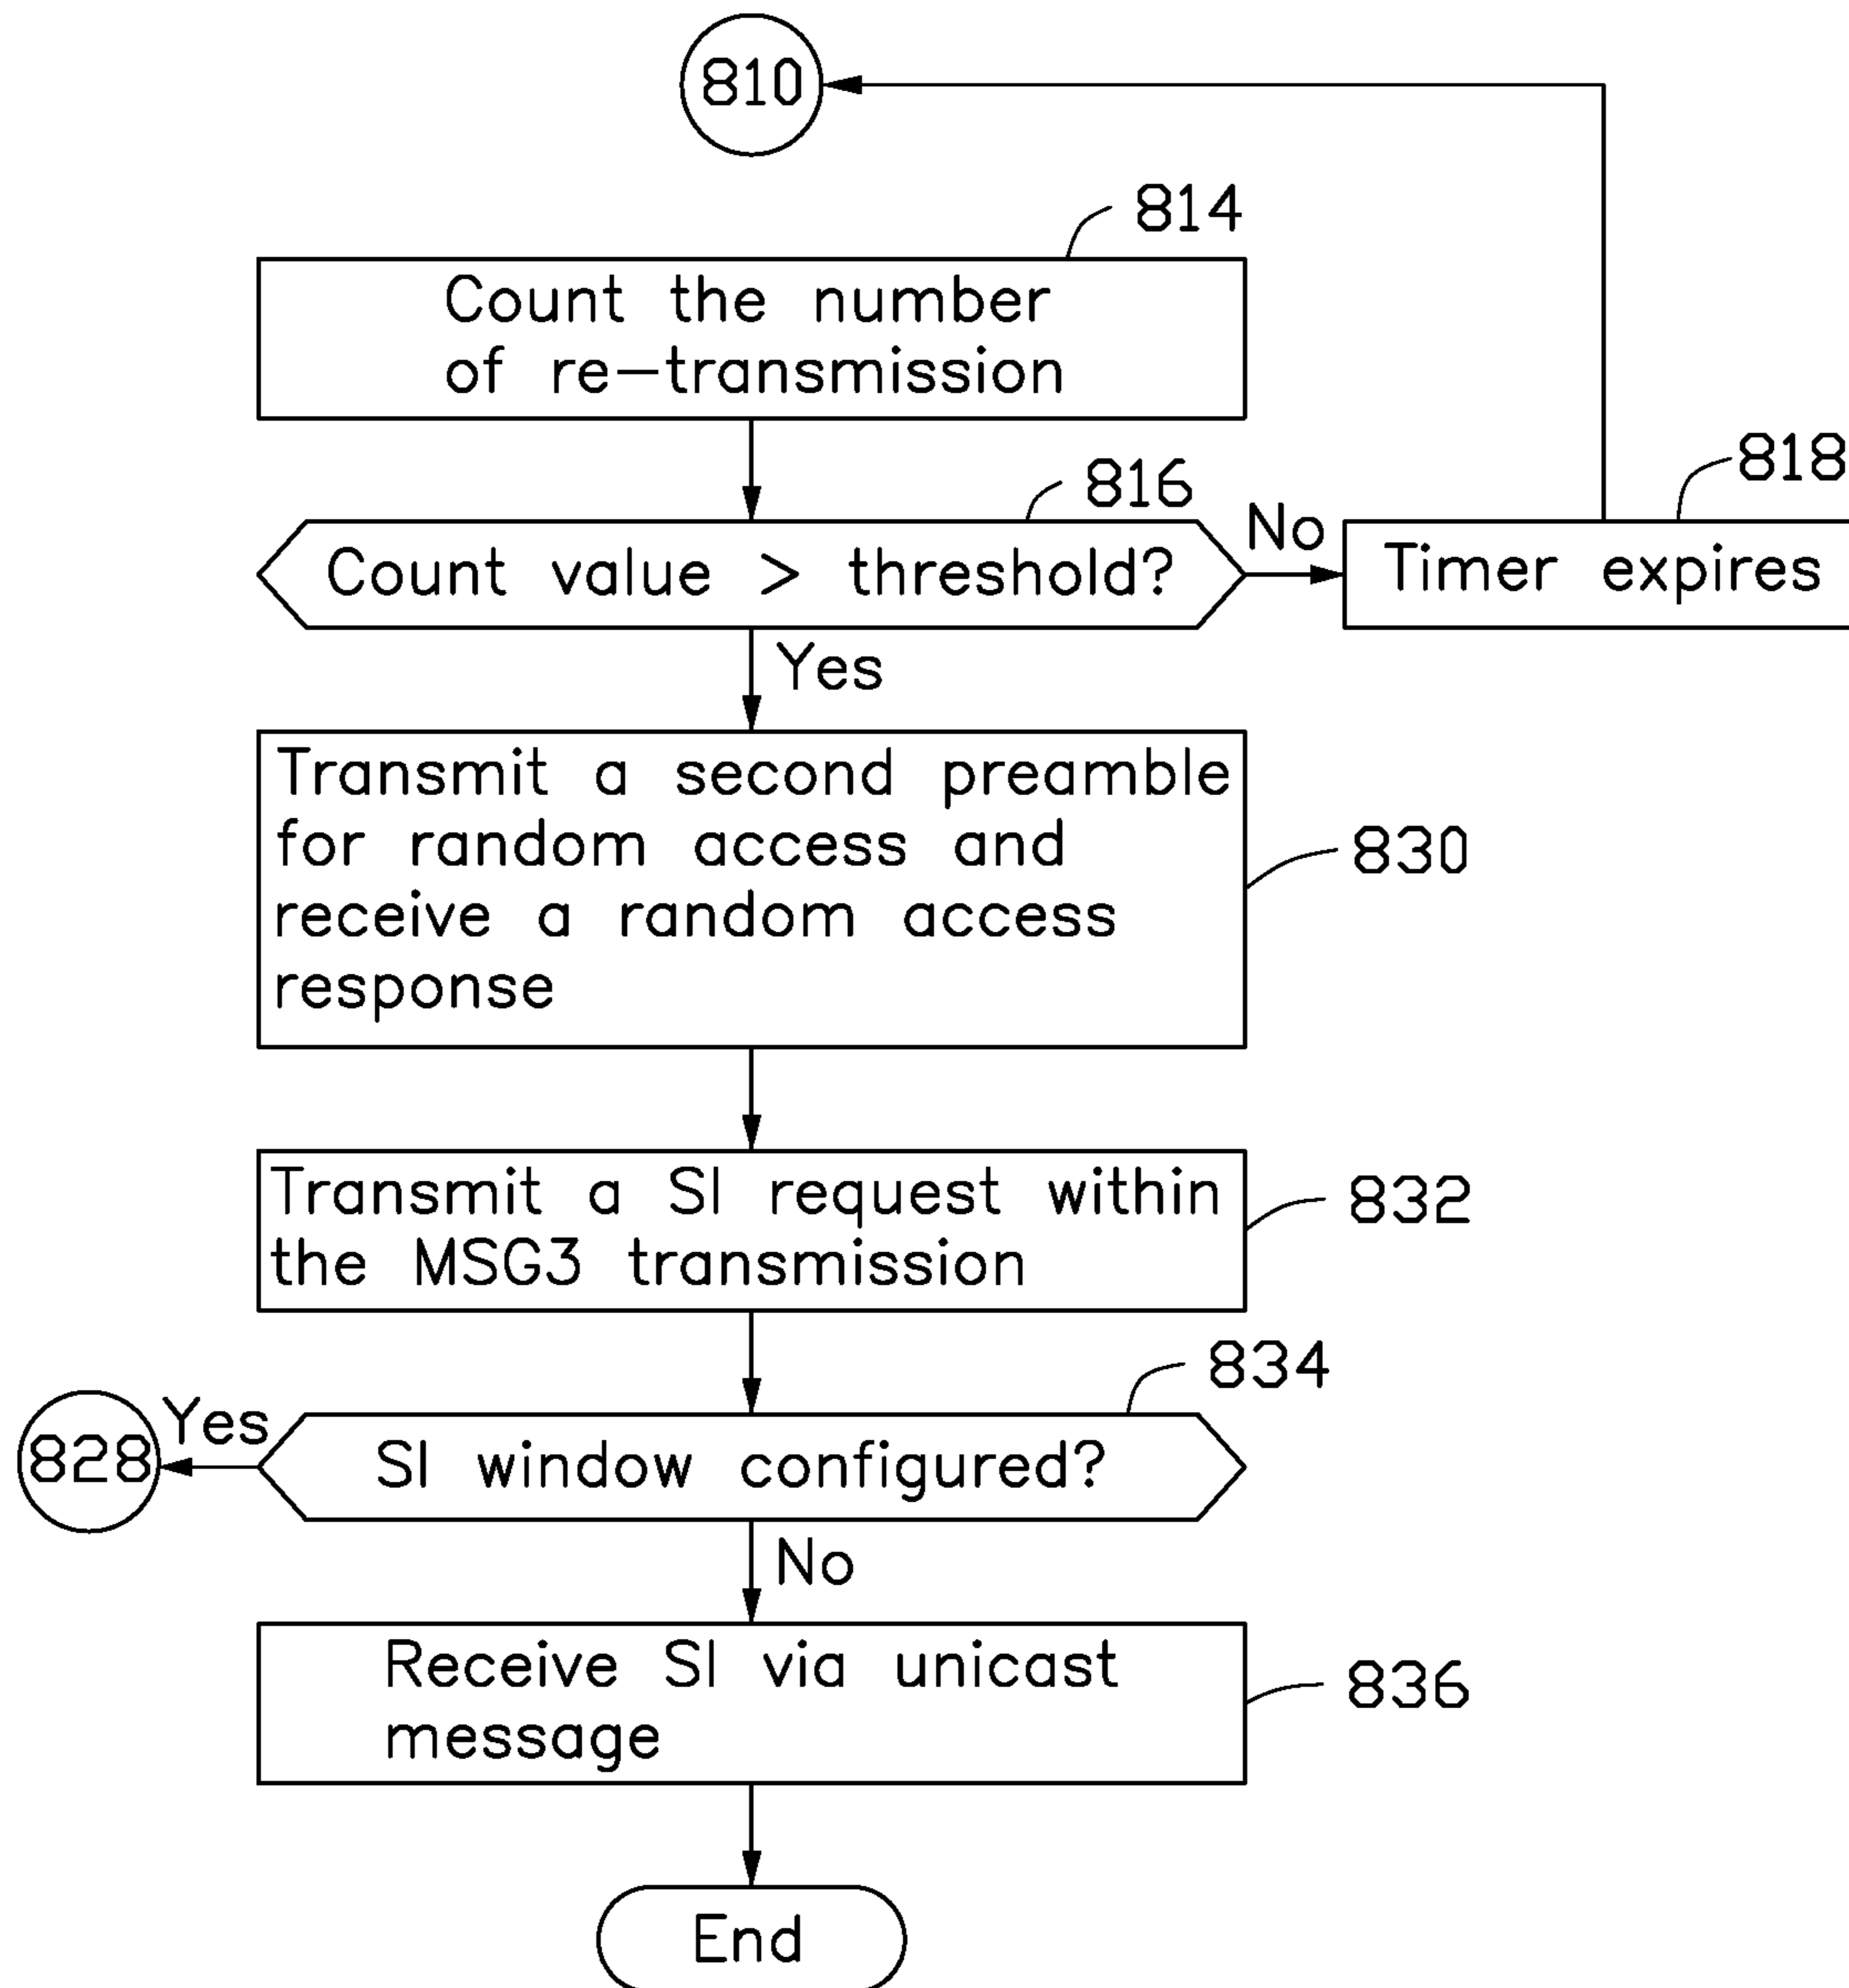 810
814
Count the number
of re-transmission
816
818
Count value > threshold?
No
Timer expires
Yes
Transmit a second preamble
for random access and
receive a random access
response
830
Transmit a SI request within
the MSG3 transmission
832
834
828
Yes
SI window configured?
No
Receive SI via unicast
message
836
End